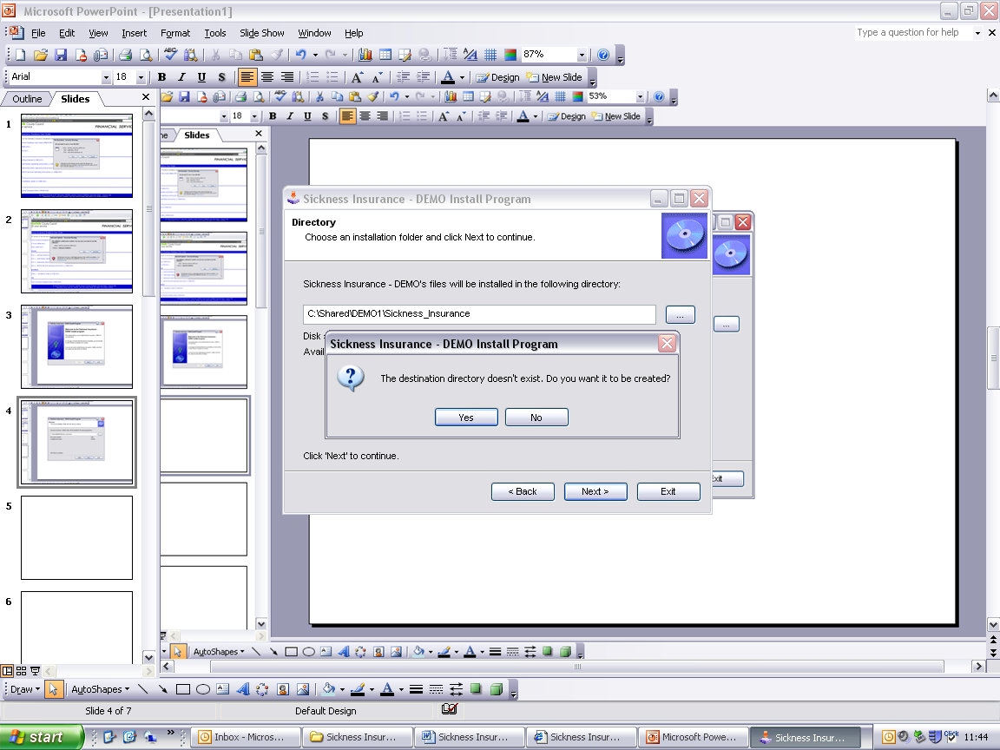 Microsoft PowerPoint - [Presentation1]
File Edit View Insert Format Tools Slide Show Window Help
Type a question for help
87%
Arial 18 B I U S A A A Design New Slide
Outline Slides
53%
18 B I U S A A A Design New Slide
ne Slides
1
2
3
4
5
6
FINANCIAL SERVIC
Sickness Insurance - DEMO Install Program
Directory
Choose an installation folder and click Next to continue.
Sickness Insurance - DEMO's files will be installed in the following directory:
C:\Shared\DEMO1\Sickness_Insurance
...
...
Disk
Avail
Sickness Insurance - DEMO Install Program
?
The destination directory doesn't exist. Do you want it to be created?
Yes No
Click 'Next' to continue.
< Back Next > Exit
xit
AutoShapes
Draw AutoShapes
Slide 4 of 7 Default Design
start
Inbox - Micros... Sickness Insur... Sickness Insur... Sickness Insur... Microsoft Powe... Sickness Insur...
Click
11:44